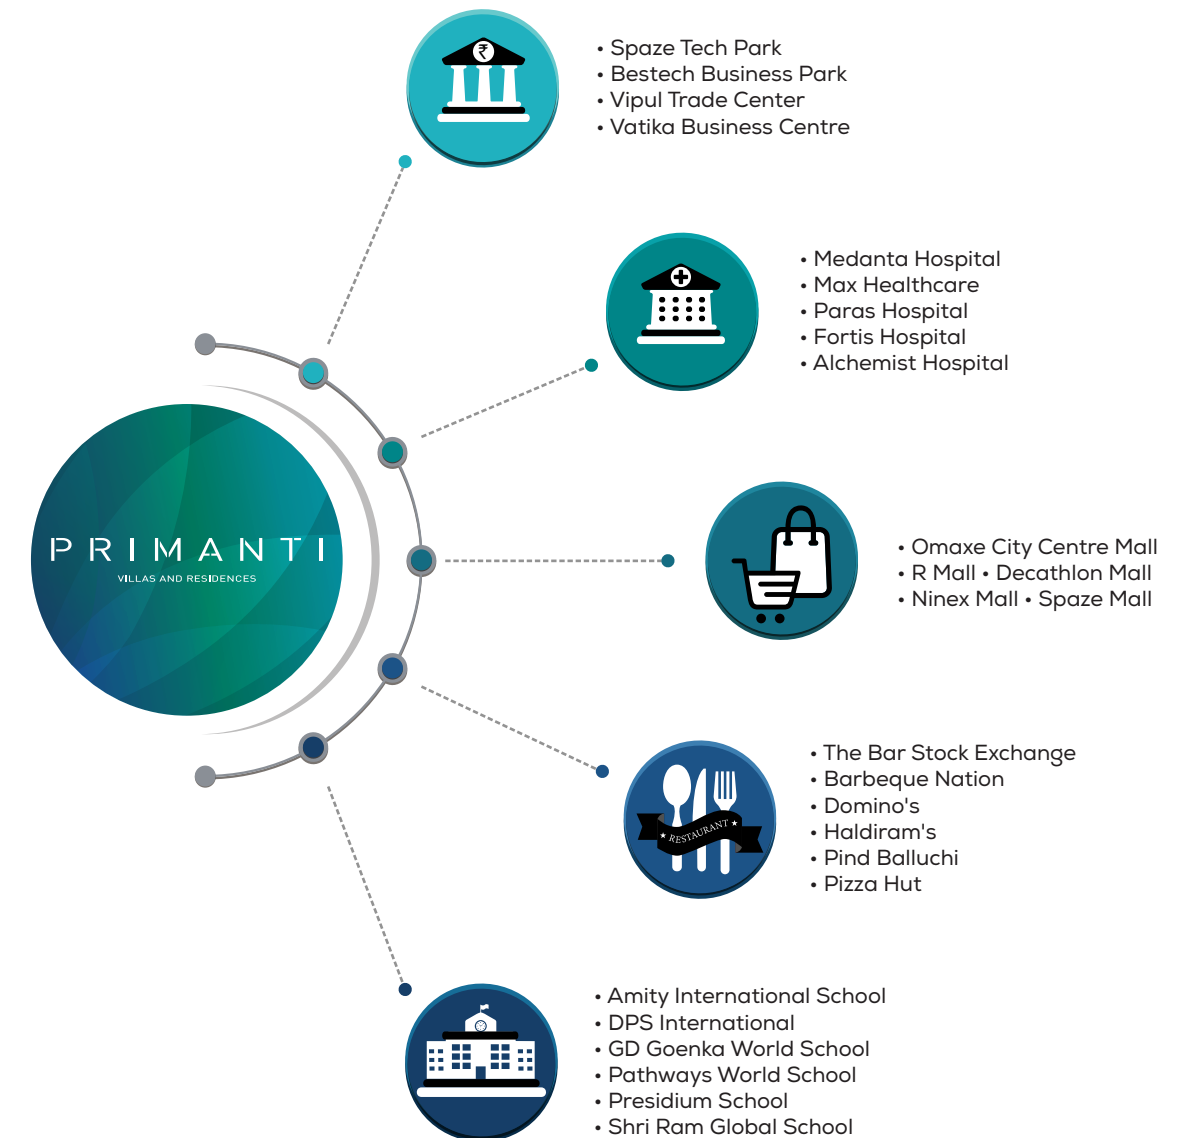 ₹
• Spaze Tech Park
• Bestech Business Park
• Vipul Trade Center
• Vatika Business Centre
• Medanta Hospital
• Max Healthcare
• Paras Hospital
• Fortis Hospital
• Alchemist Hospital
PRIMANTI
VILLAS AND RESIDENCES
• Omaxe City Centre Mall
• R Mall • Decathlon Mall
• Ninex Mall • Spaze Mall
• The Bar Stock Exchange
• Barbeque Nation
• Domino's
• Haldiram's
• Pind Balluchi
• Pizza Hut
★ RESTAURANT ★
• Amity International School
• DPS International
• GD Goenka World School
• Pathways World School
• Presidium School
• Shri Ram Global School